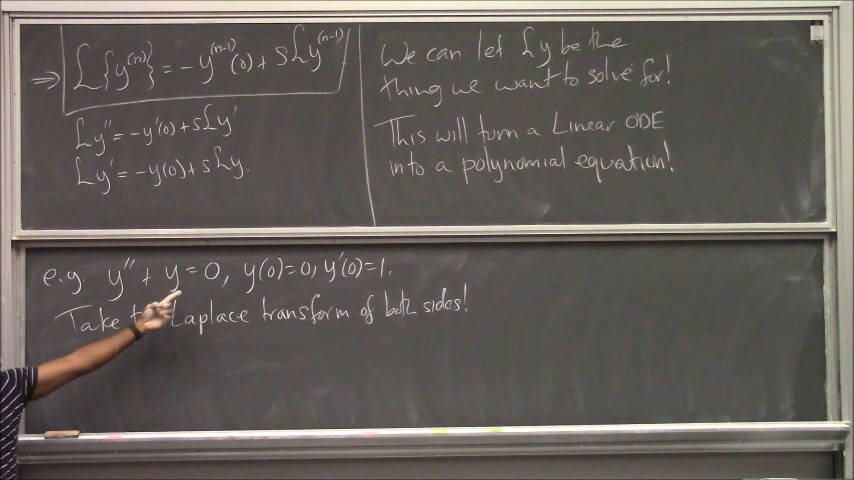 ⇒ L{y^(n)} = -y^(n-1)(0) + sLy^(n-1)
Ly'' = -y'(0) + sLy'
Ly' = -y(0) + sLy.
We can let Ly be the
thing we want to solve for!
This will turn a Linear ODE
into a polynomial equation!
e.g. y'' + y = 0, y(0)=0, y'(0)=1.
Take Laplace transform of both sides!